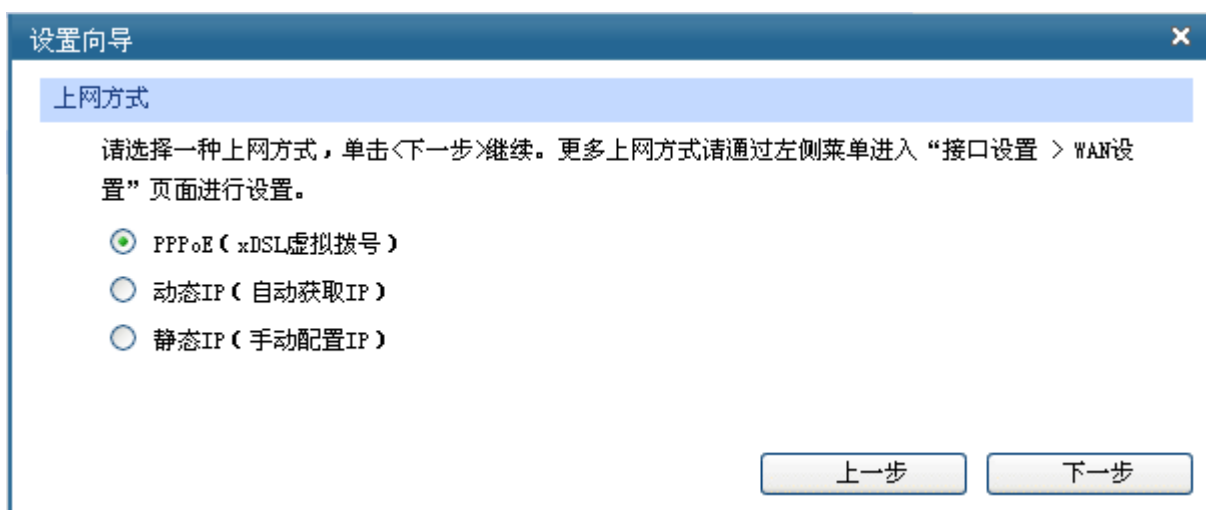 设置向导
上网方式
请选择一种上网方式，单击<下一步>继续。更多上网方式请通过左侧菜单进入“接口设置 > WAN设
置”页面进行设置。
PPPoE（xDSL虚拟拨号）
动态IP（自动获取IP）
静态IP（手动配置IP）
上一步 下一步